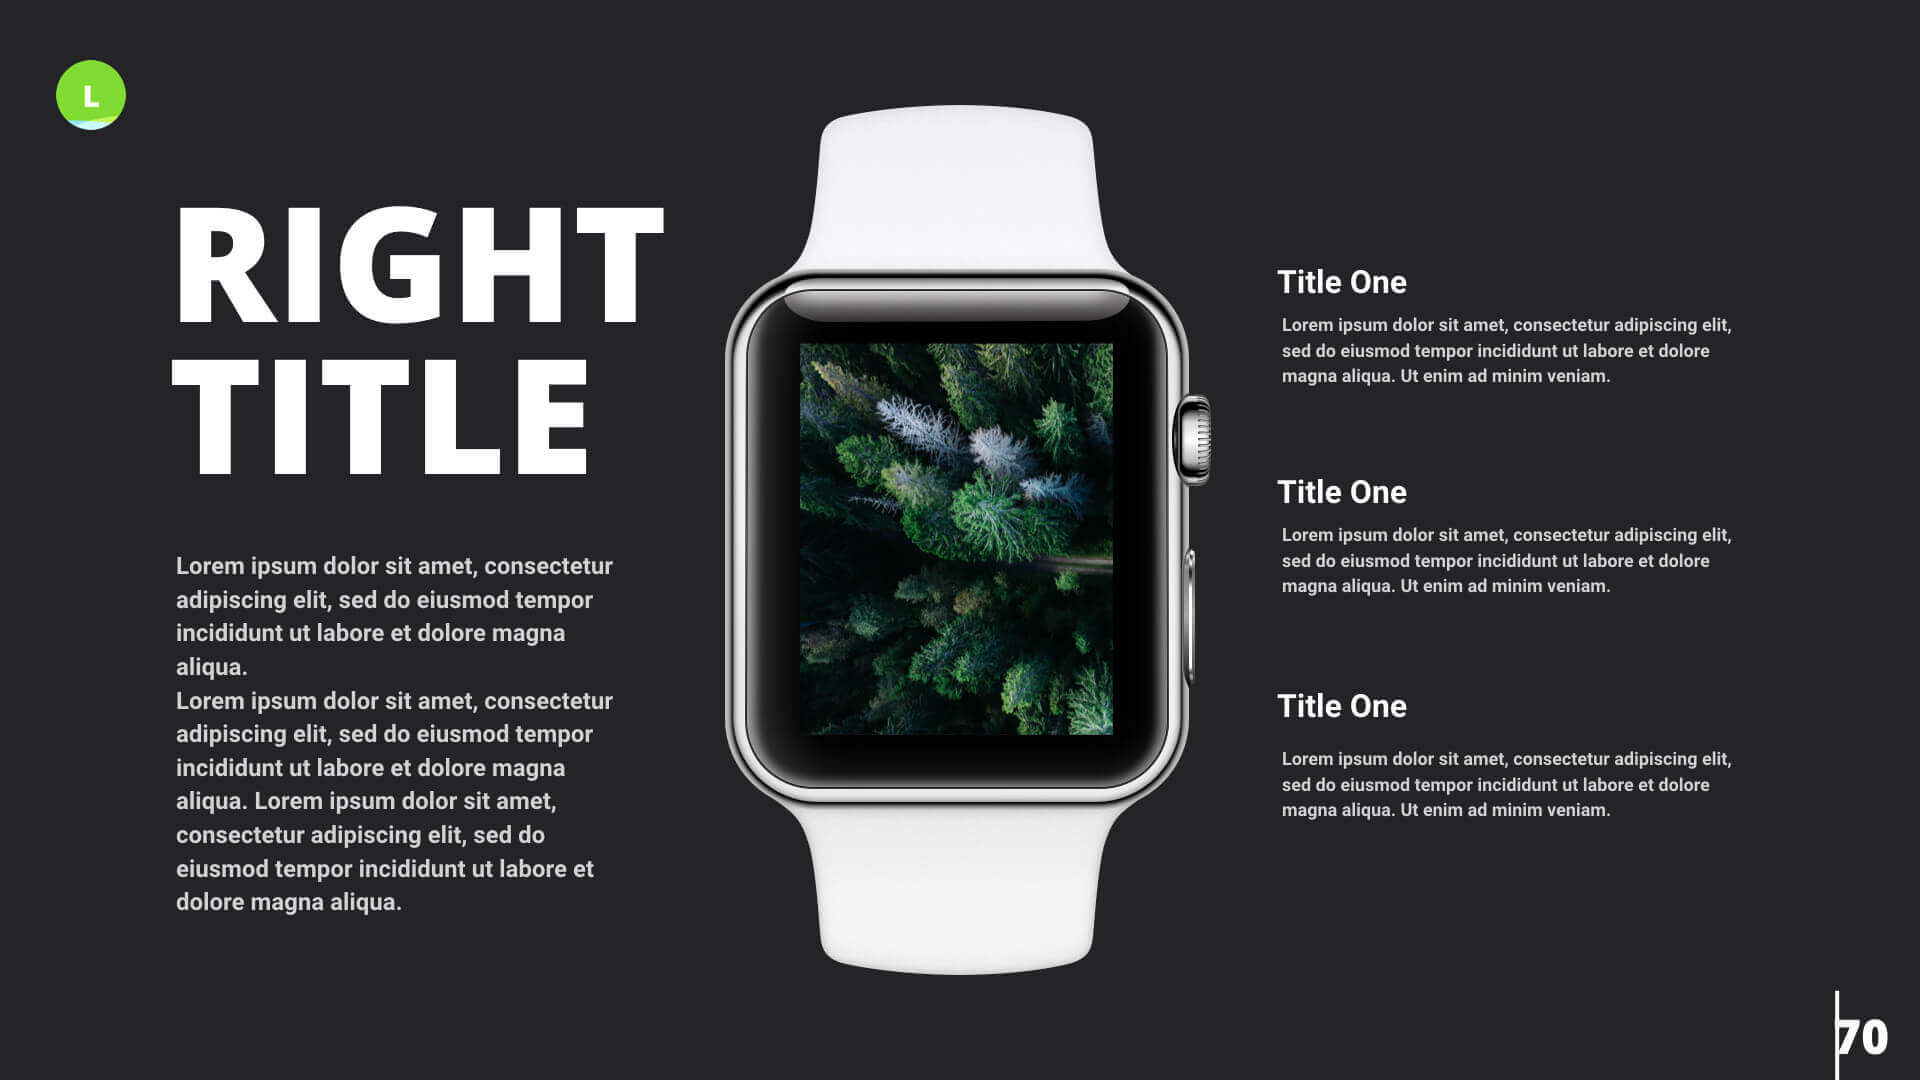 L
RIGHT
TITLE
Lorem ipsum dolor sit amet, consectetur
adipiscing elit, sed do eiusmod tempor
incididunt ut labore et dolore magna
aliqua.
Lorem ipsum dolor sit amet, consectetur
adipiscing elit, sed do eiusmod tempor
incididunt ut labore et dolore magna
aliqua. Lorem ipsum dolor sit amet,
consectetur adipiscing elit, sed do
eiusmod tempor incididunt ut labore et
dolore magna aliqua.
Title One
Lorem ipsum dolor sit amet, consectetur adipiscing elit,
sed do eiusmod tempor incididunt ut labore et dolore
magna aliqua. Ut enim ad minim veniam.
Title One
Lorem ipsum dolor sit amet, consectetur adipiscing elit,
sed do eiusmod tempor incididunt ut labore et dolore
magna aliqua. Ut enim ad minim veniam.
Title One
Lorem ipsum dolor sit amet, consectetur adipiscing elit,
sed do eiusmod tempor incididunt ut labore et dolore
magna aliqua. Ut enim ad minim veniam.
70